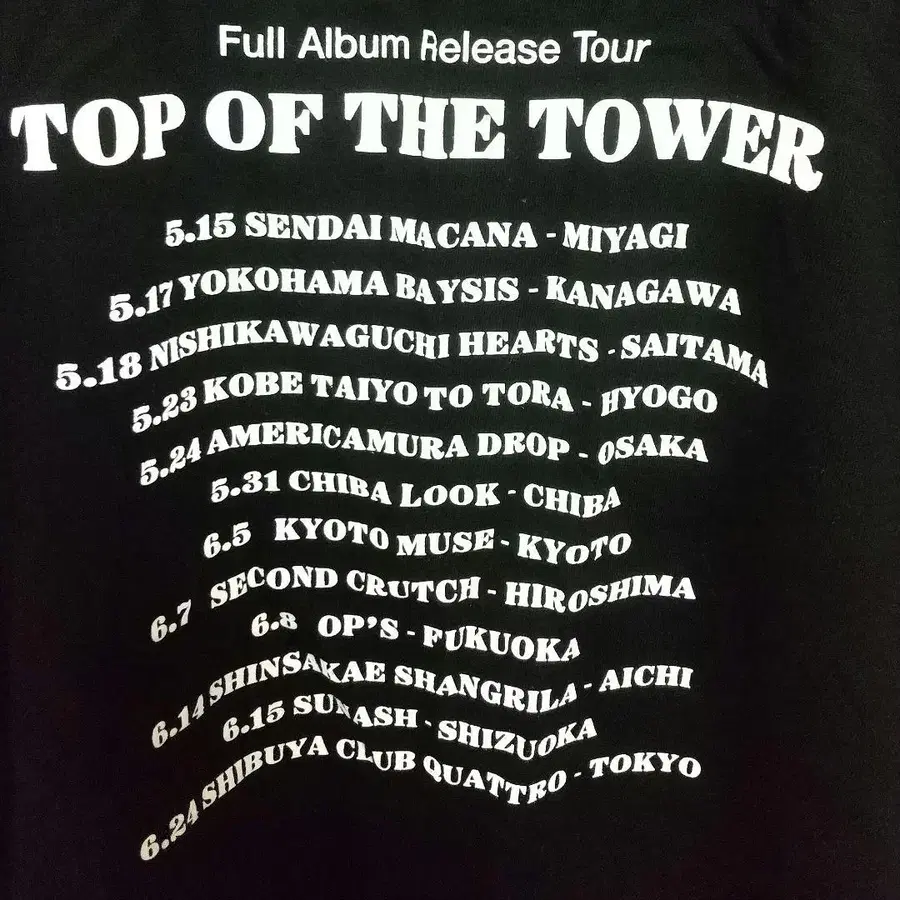 Full Album Release Tour
TOP OF THE TOWER
5.15 SENDAI MACANA - MIYAGI
5.17 YOKOHAMA BAYSIS - KANAGAWA
5.18 NISHIKAWAGUCHI HEARTS - SAITAMA
5.23 KOBE TAIYO TO TORA - HYOGO
5.24 AMERICAMURA DROP - OSAKA
5.31 CHIBA LOOK - CHIBA
6.5 KYOTO MUSE - KYOTO
6.7 SECOND CRUTCH - HIROSHIMA
6.8 OP'S - FUKUOKA
6.14 SHINSAKAE SHANGRILA - AICHI
6.15 SUNASH - SHIZUOKA
6.24 SHIBUYA CLUB QUATTRO - TOKYO